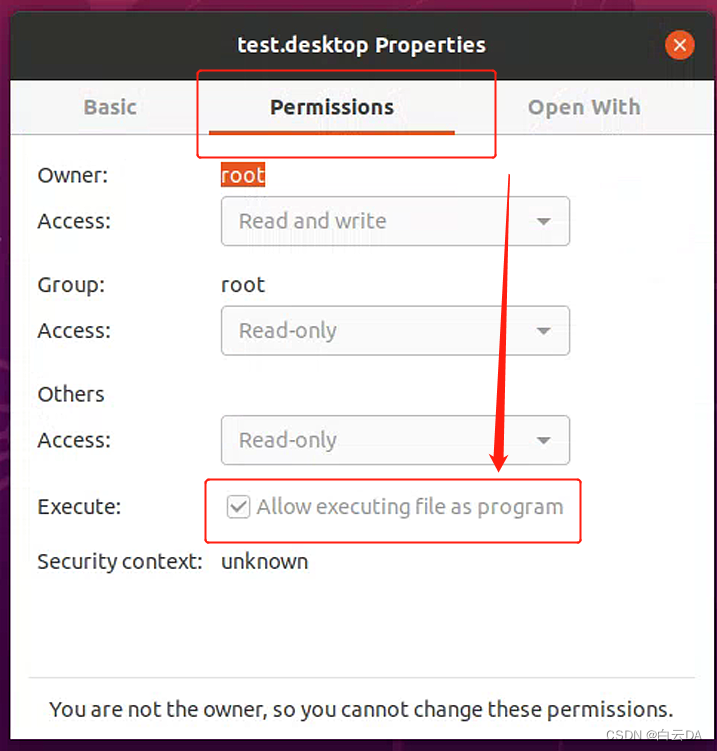 test.desktop Properties
Basic Permissions Open With
Owner: root
Access: Read and write
Group: root
Access: Read-only
Others
Access: Read-only
Execute: Allow executing file as program
Security context: unknown
You are not the owner, so you cannot change these permissions.
CSDN @白云DA